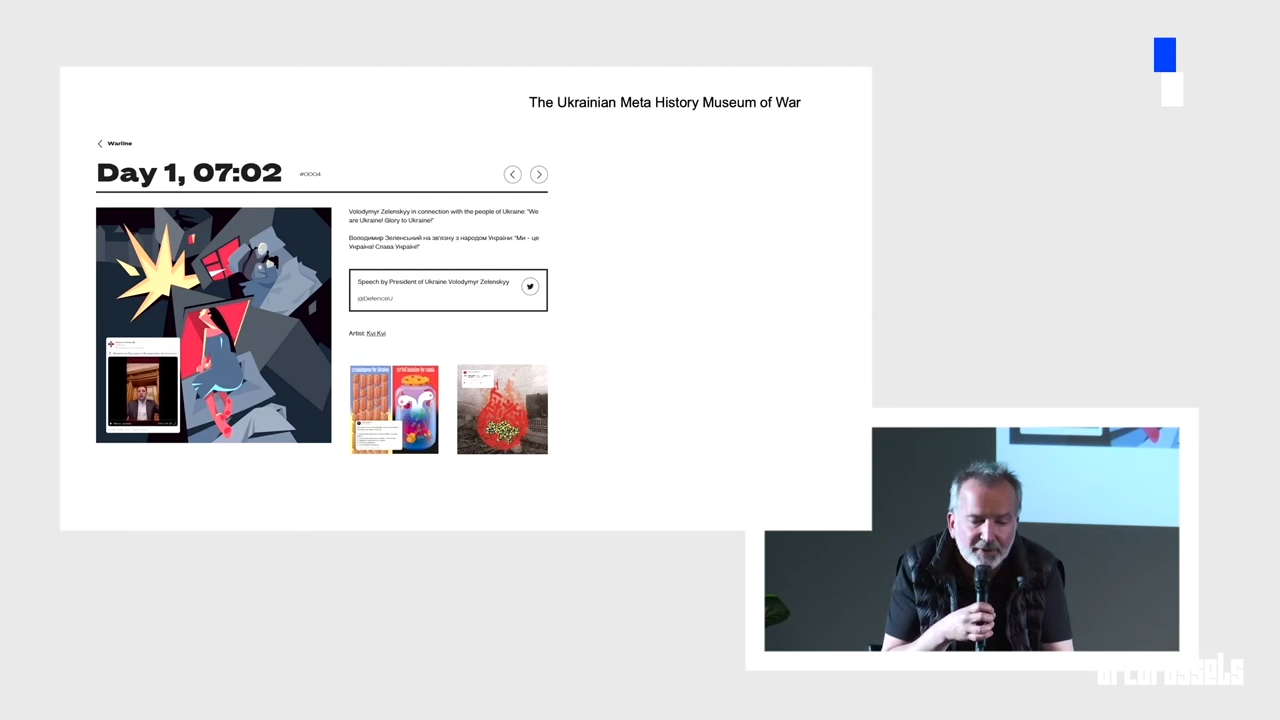 The Ukrainian Meta History Museum of War
Warline
Day 1, 07:02
#0004
Volodymyr Zelenskyy in connection with the people of Ukraine: "We
are Ukraine! Glory to Ukraine!"
Володимир Зеленський на зв'язку з народом України: "Ми – це
Україна! Слава Україні!"
Speech by President of Ukraine Volodymyr Zelenskyy
@DefenceU
Artist: Kvi Kvi